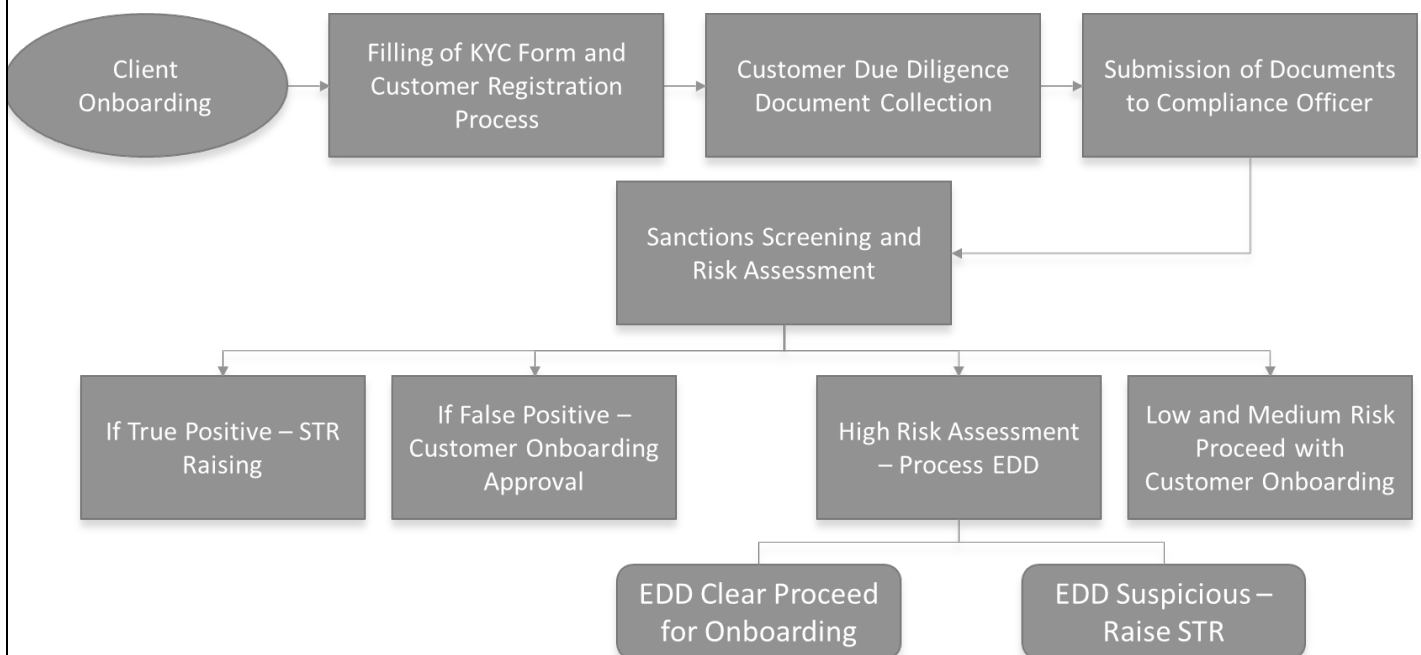 Client
Onboarding
Filling of KYC Form and
Customer Registration
Process
Customer Due Diligence
Document Collection
Submission of Documents
to Compliance Officer
Sanctions Screening and
Risk Assessment
If True Positive – STR
Raising
If False Positive –
Customer Onboarding
Approval
High Risk Assessment
– Process EDD
Low and Medium Risk
Proceed with
Customer Onboarding
EDD Clear Proceed
for Onboarding
EDD Suspicious –
Raise STR